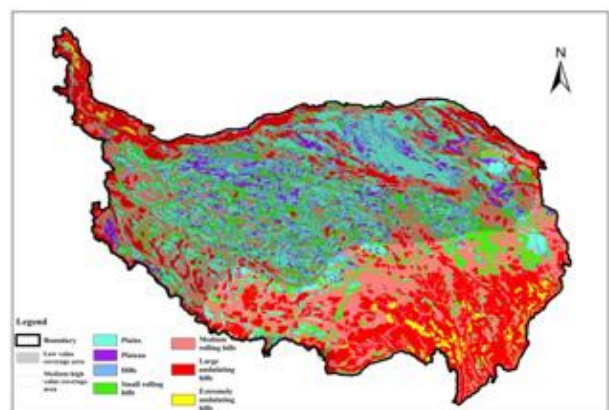 N
Legend
Boundary
Low value
coverage area
Medium-high
value coverage
area
Plains
Plateau
Hills
Small rolling
hills
Medium
rolling hills
Large
undulating
hills
Extremely
undulating
hills